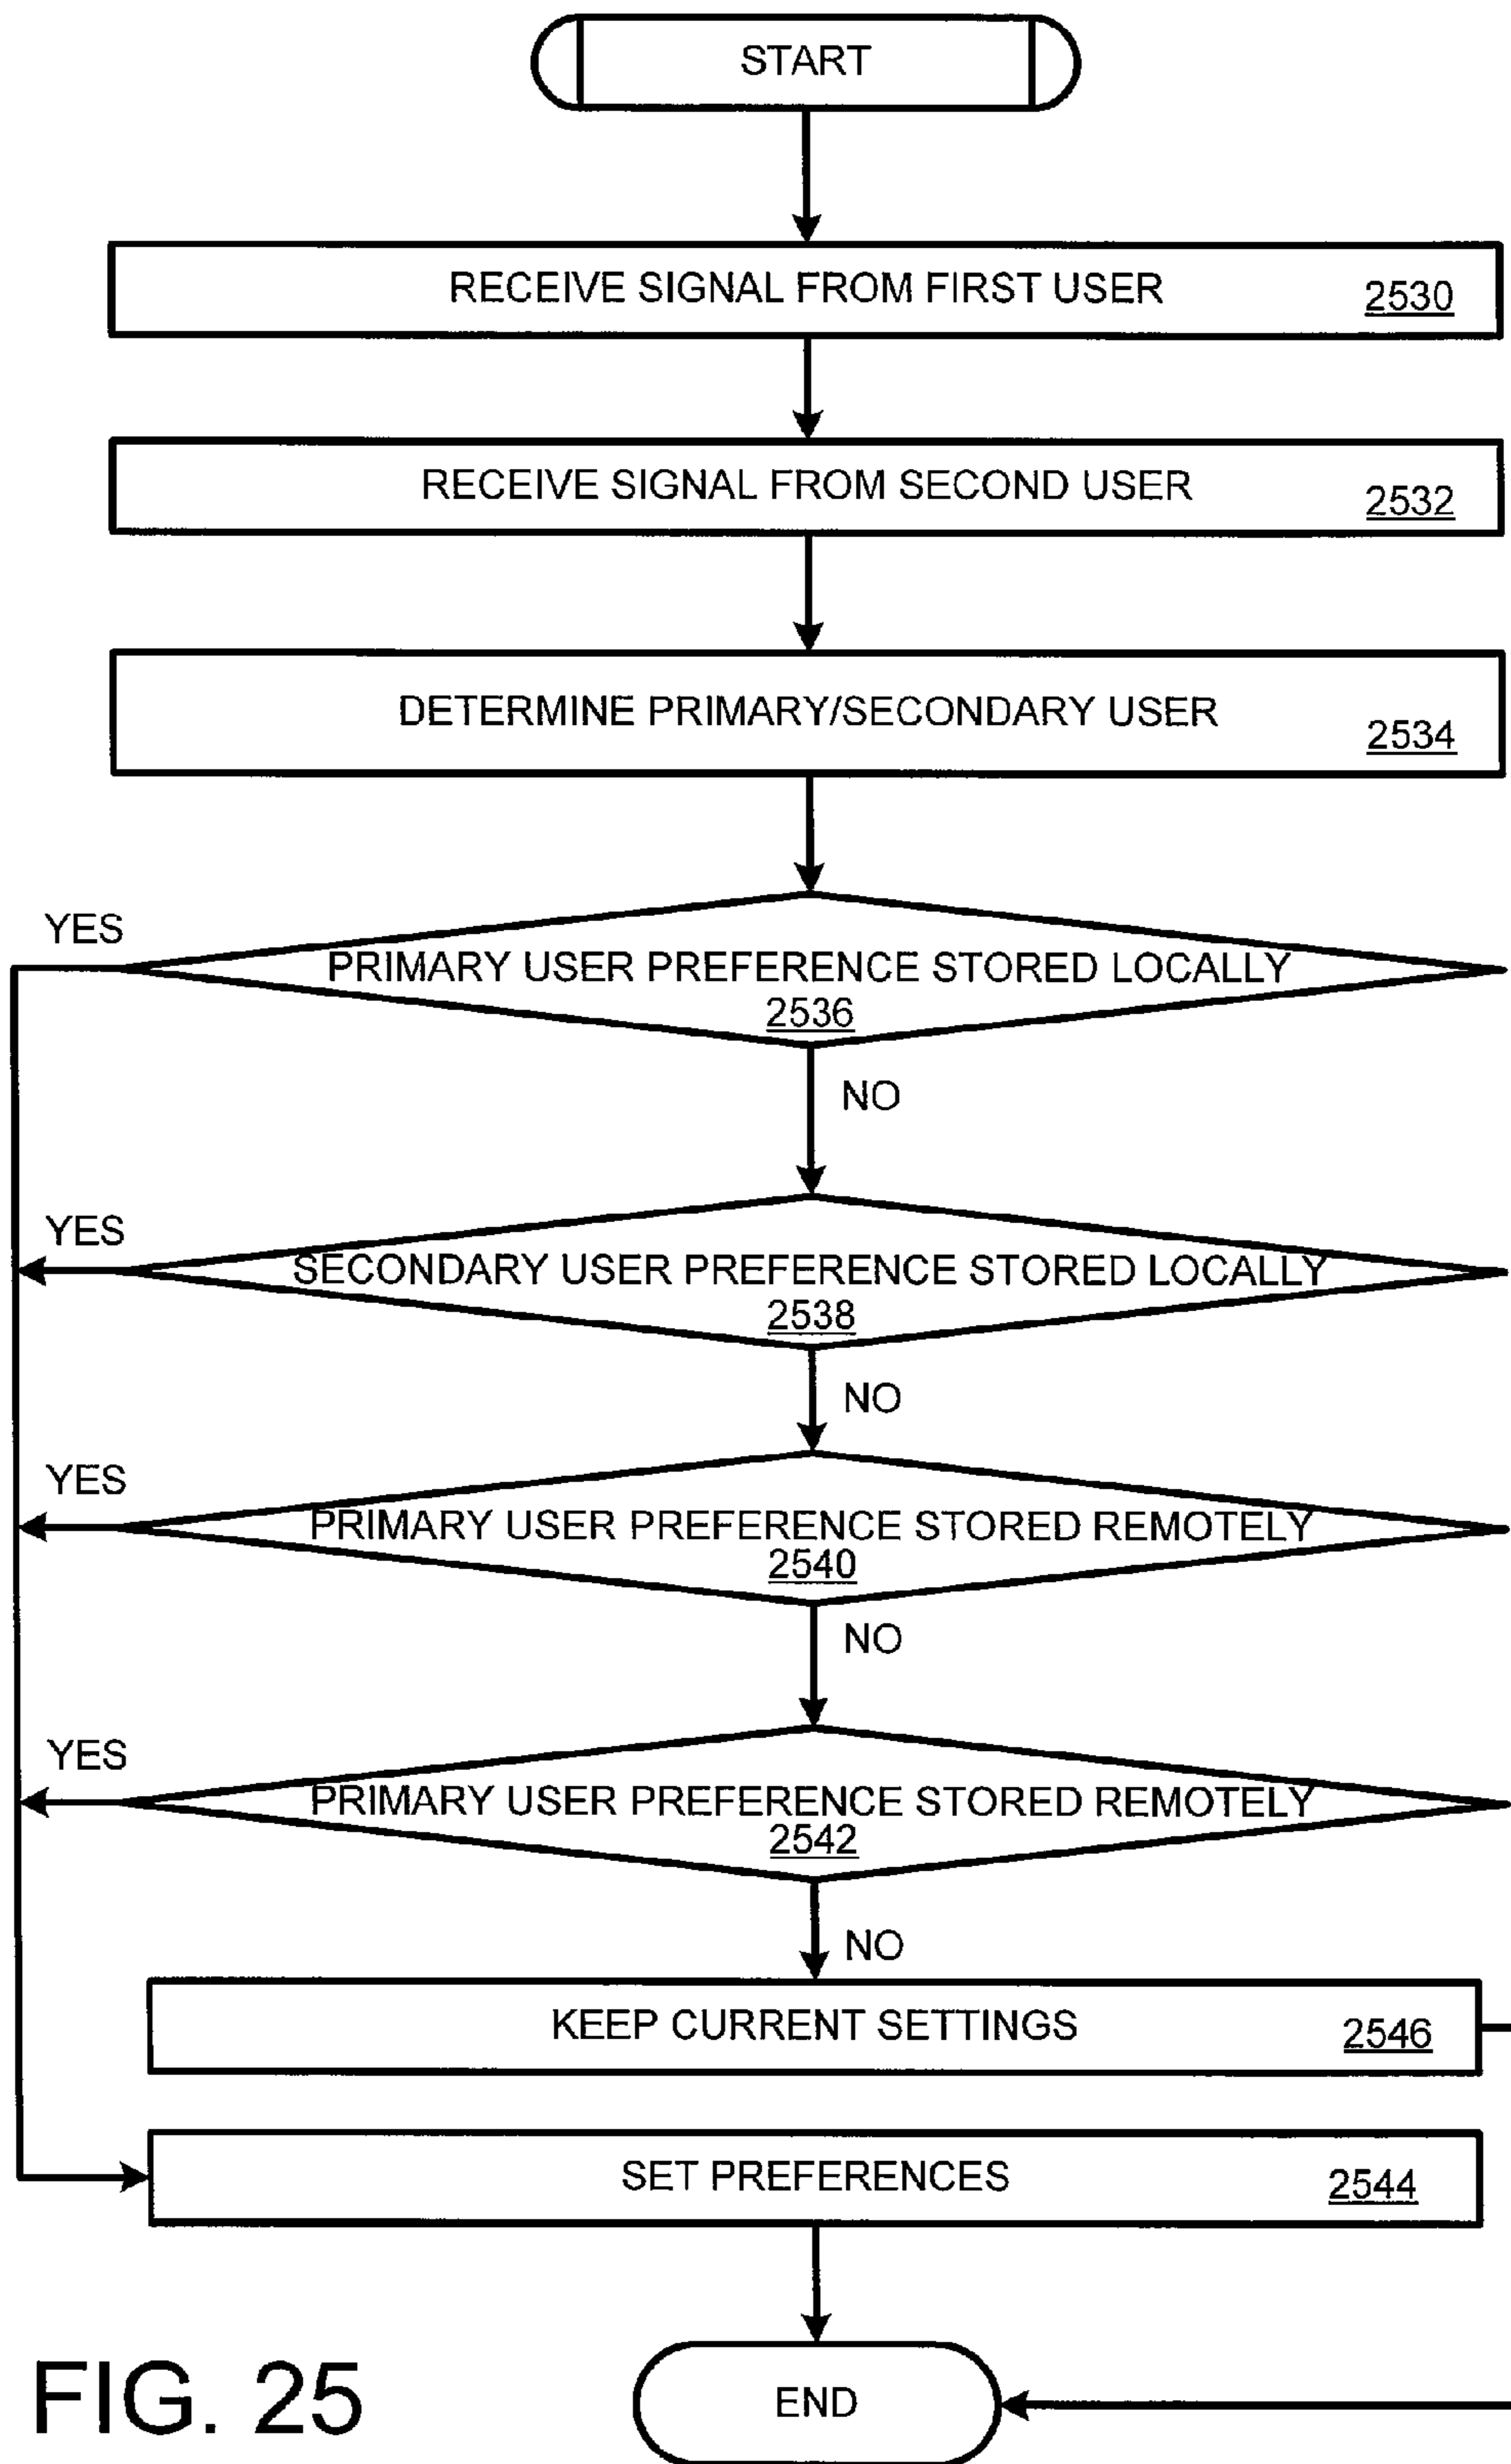 START
RECEIVE SIGNAL FROM FIRST USER 2530
RECEIVE SIGNAL FROM SECOND USER 2532
DETERMINE PRIMARY/SECONDARY USER 2534
YES
PRIMARY USER PREFERENCE STORED LOCALLY
2536
NO
YES
SECONDARY USER PREFERENCE STORED LOCALLY
2538
NO
YES
PRIMARY USER PREFERENCE STORED REMOTELY
2540
NO
YES
PRIMARY USER PREFERENCE STORED REMOTELY
2542
NO
KEEP CURRENT SETTINGS 2546
SET PREFERENCES 2544
END
FIG. 25